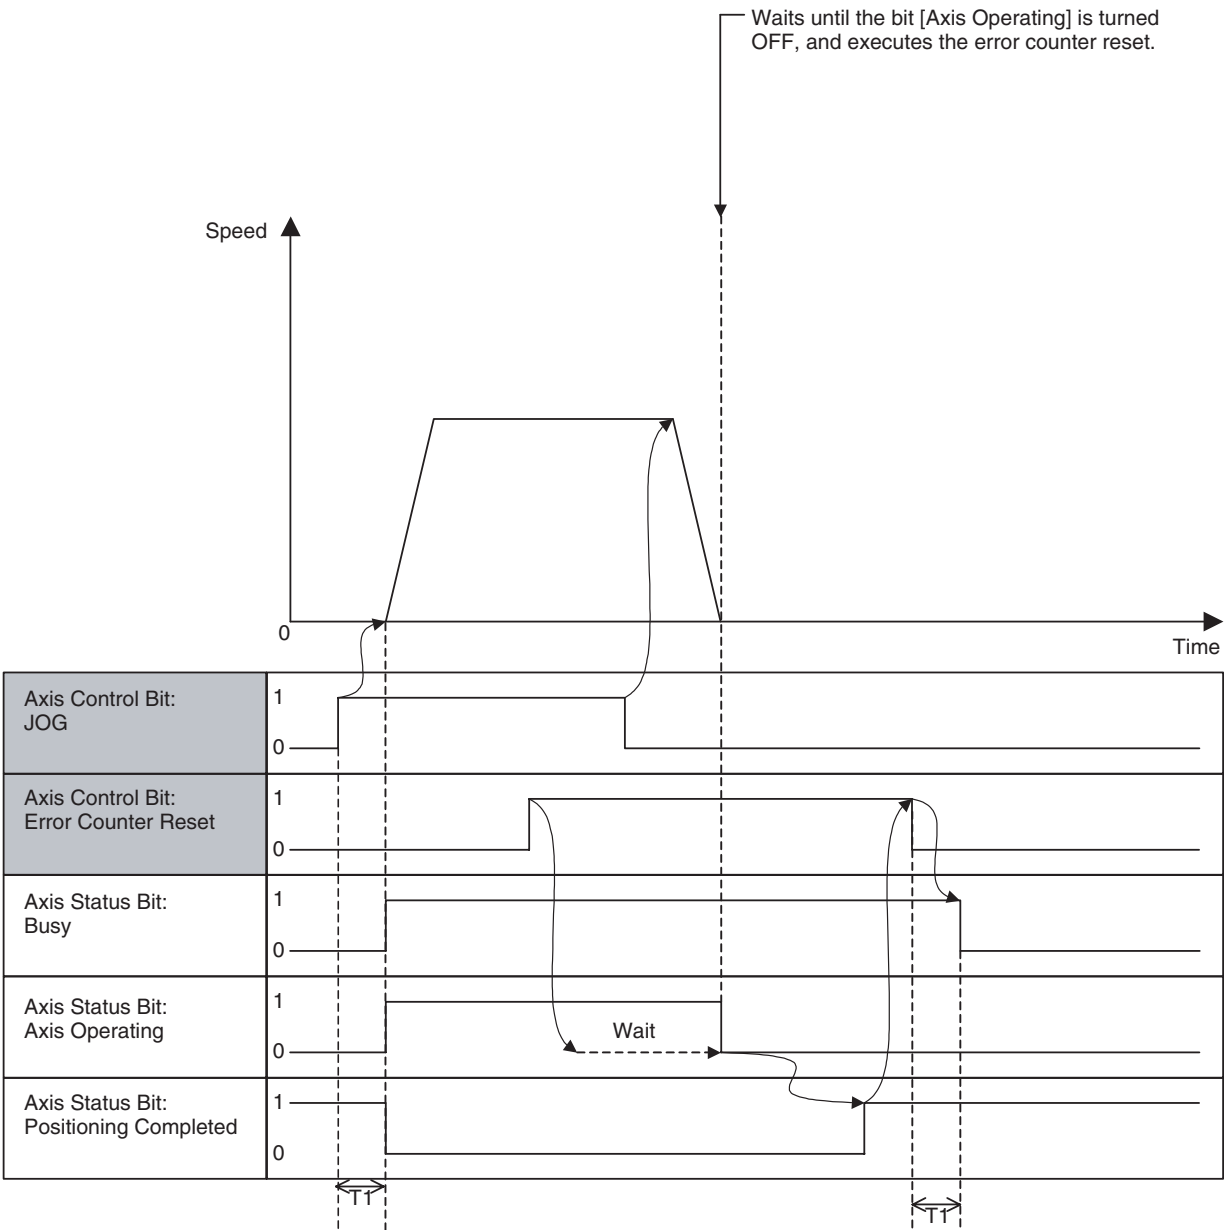 Waits until the bit [Axis Operating] is turned
OFF, and executes the error counter reset.
Speed
0
Time
Axis Control Bit:
JOG
1
0
Axis Control Bit:
Error Counter Reset
1
0
Axis Status Bit:
Busy
1
0
Axis Status Bit:
Axis Operating
1
0
Wait
Axis Status Bit:
Positioning Completed
1
0
T1
T1